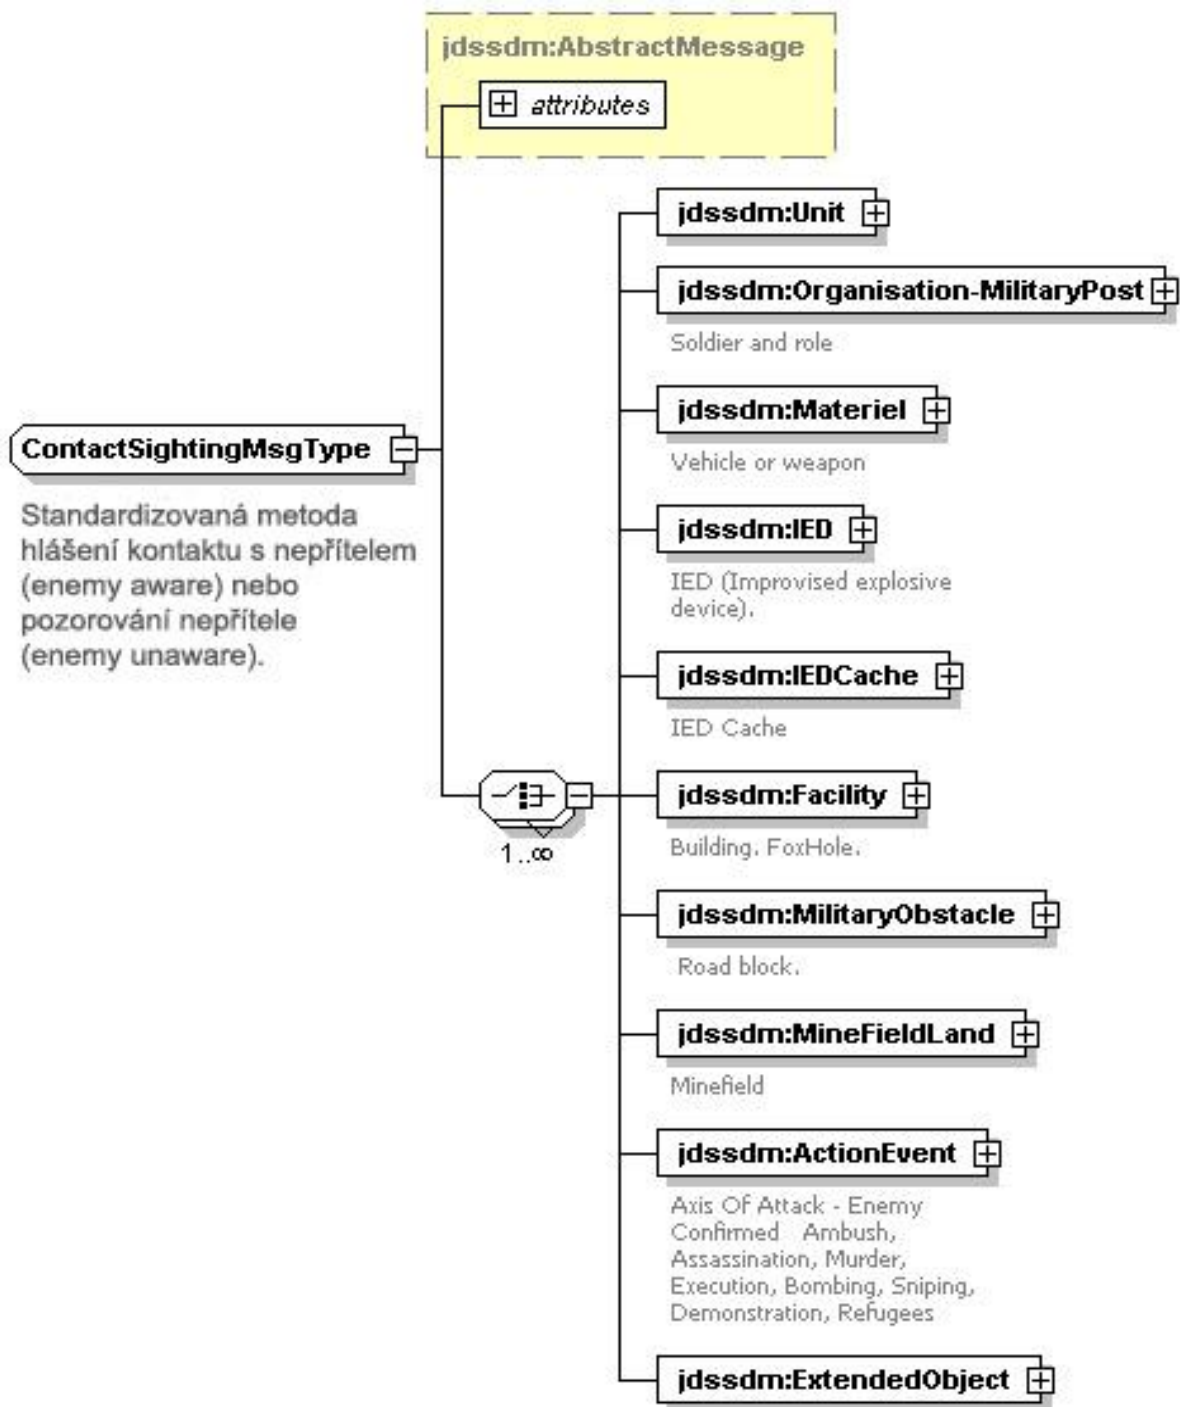 jdssdm:AbstractMessage
attributes
jdssdm:Unit
jdssdm:Organisation-MilitaryPost
Soldier and role
jdssdm:Materiel
Vehicle or weapon
ContactSightingMsgType
Standardizovaná metoda
hlášení kontaktu s nepřítelem
(enemy aware) nebo
pozorování nepřítele
(enemy unaware).
jdssdm:IED
IED (Improvised explosive
device).
jdssdm:IEDCache
IED Cache
1..∞
jdssdm:Facility
Building. FoxHole.
jdssdm:MilitaryObstacle
Road block.
jdssdm:MineFieldLand
Minefield
jdssdm:ActionEvent
Axis Of Attack - Enemy
Confirmed Ambush,
Assassination, Murder,
Execution, Bombing, Sniping,
Demonstration, Refugees
jdssdm:ExtendedObject